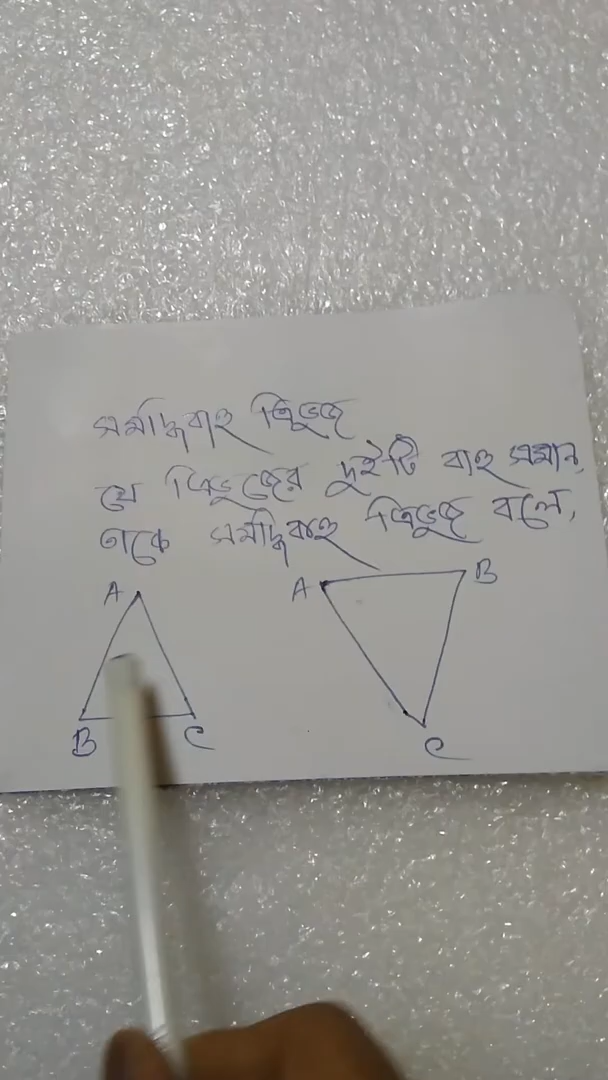 সমদ্বিবাহু ত্রিভুজ
যে ত্রিভুজের দুইটি বাহু সমান,
তাকে সমদ্বিবাহু ত্রিভুজ বলে,
A
B
C
A
B
C